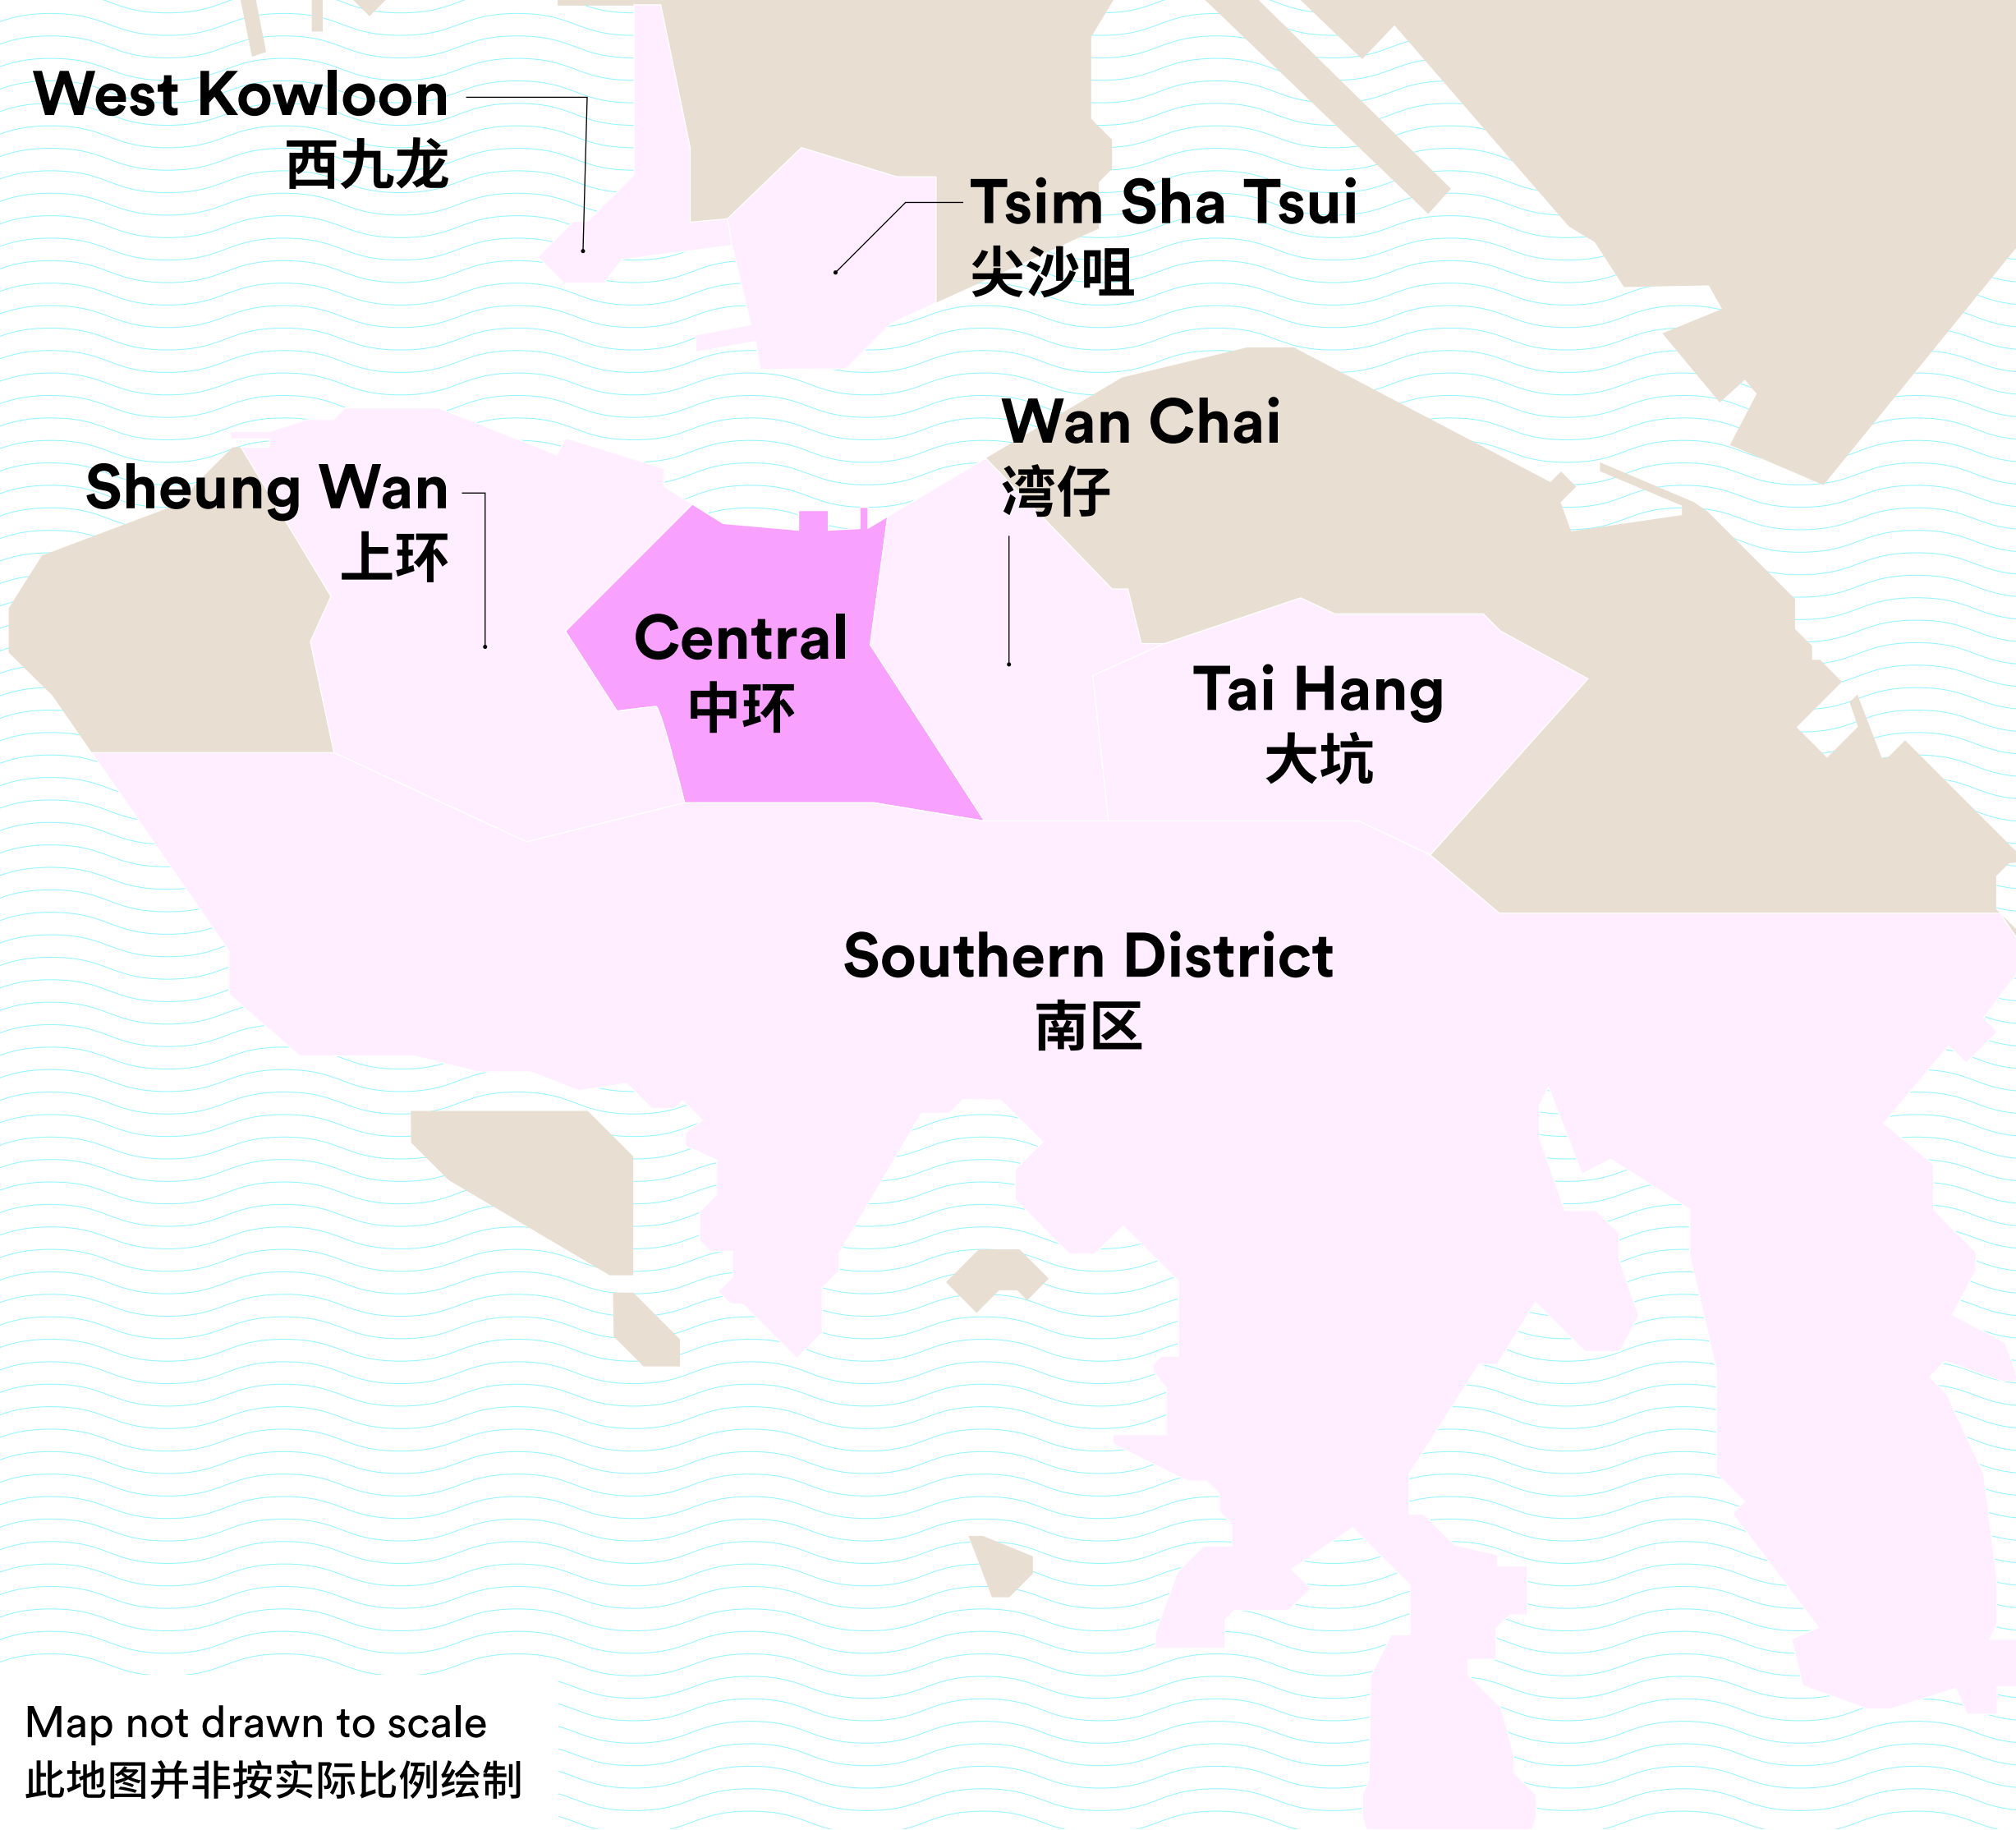 West Kowloon
西九龙
Tsim Sha Tsui
尖沙咀
Wan Chai
湾仔
Sheung Wan
上环
Central
中环
Tai Hang
大坑
Southern District
南区
Map not drawn to scale
此地图并非按实际比例绘制